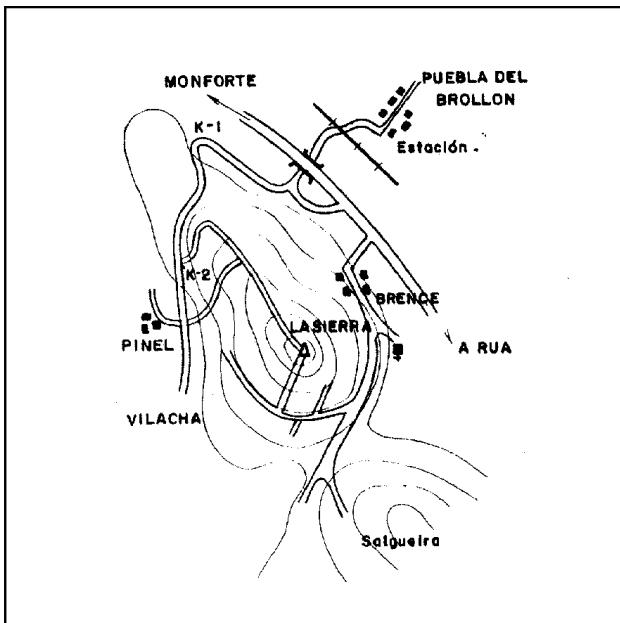 MONFORTE
PUEBLA DEL
BROLLON
K-1
Estación.
K-2
BRENCE
LASIERRA
PINEL
A RUA
VILACHA
Salgueira